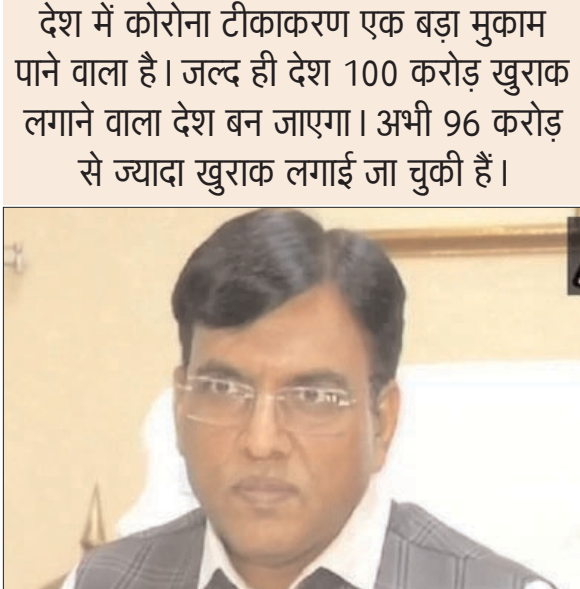 देश में कोरोना टीकाकरण एक बड़ा मुकाम
पाने वाला है। जल्द ही देश 100 करोड़ खुराक
लगाने वाला देश बन जाएगा। अभी 96 करोड़
से ज्यादा खुराक लगाई जा चुकी हैं।